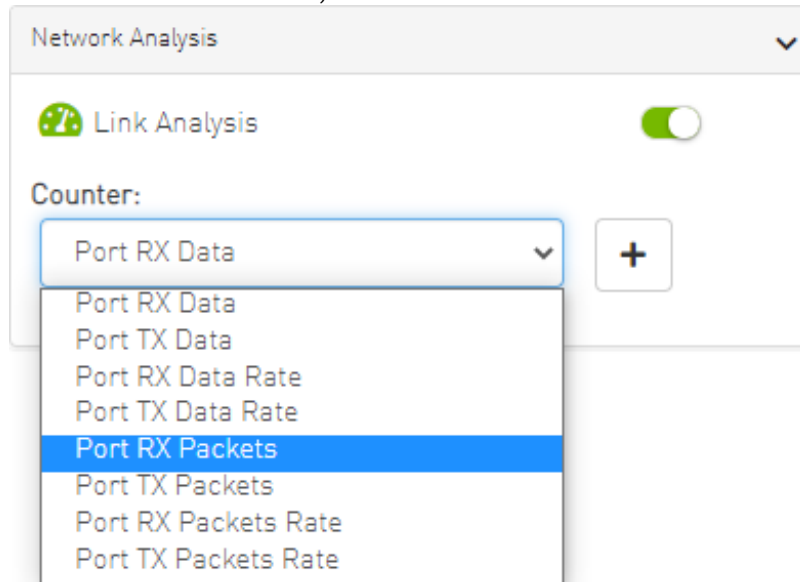 Network Analysis
Link Analysis
Counter:
Port RX Data
+
Port RX Data
Port TX Data
Port RX Data Rate
Port TX Data Rate
Port RX Packets
Port TX Packets
Port RX Packets Rate
Port TX Packets Rate